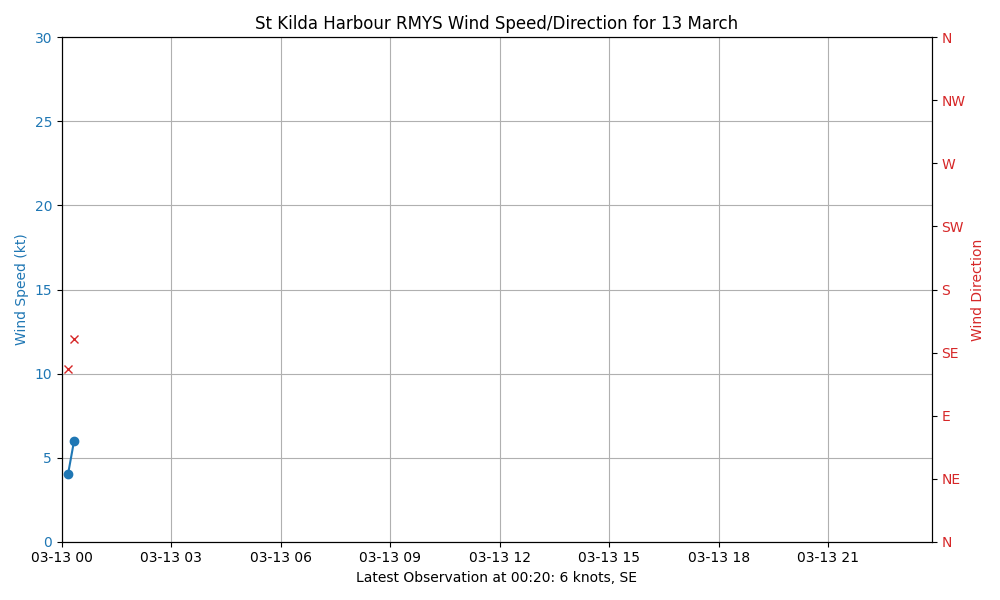 St Kilda Harbour RMYS Wind Speed/Direction for 13 March
30
25
20
15
10
5
0
Wind Speed (kt)
N
NW
W
SW
S
SE
E
NE
N
Wind Direction
03-13 00 03-13 03 03-13 06 03-13 09 03-13 12 03-13 15 03-13 18 03-13 21
Latest Observation at 00:20: 6 knots, SE